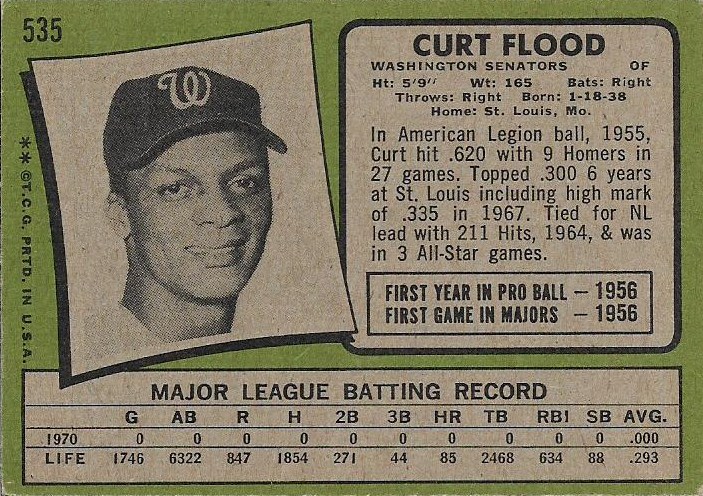 535
W
** ©T.C.G. PRTD. IN U.S.A.
CURT FLOOD
WASHINGTON SENATORS OF
Ht: 5'9" Wt: 165 Bats: Right
Throws: Right Born: 1-18-38
Home: St. Louis, Mo.
In American Legion ball, 1955,
Curt hit .620 with 9 Homers in
27 games. Topped .300 6 years
at St. Louis including high mark
of .335 in 1967. Tied for NL
lead with 211 Hits, 1964, & was
in 3 All-Star games.
FIRST YEAR IN PRO BALL — 1956
FIRST GAME IN MAJORS — 1956
MAJOR LEAGUE BATTING RECORD
G AB R H 2B 3B HR TB RBI SB AVG.
1970 0 0 0 0 0 0 0 0 0 0 .000
LIFE 1746 6322 847 1854 271 44 85 2468 634 88 .293